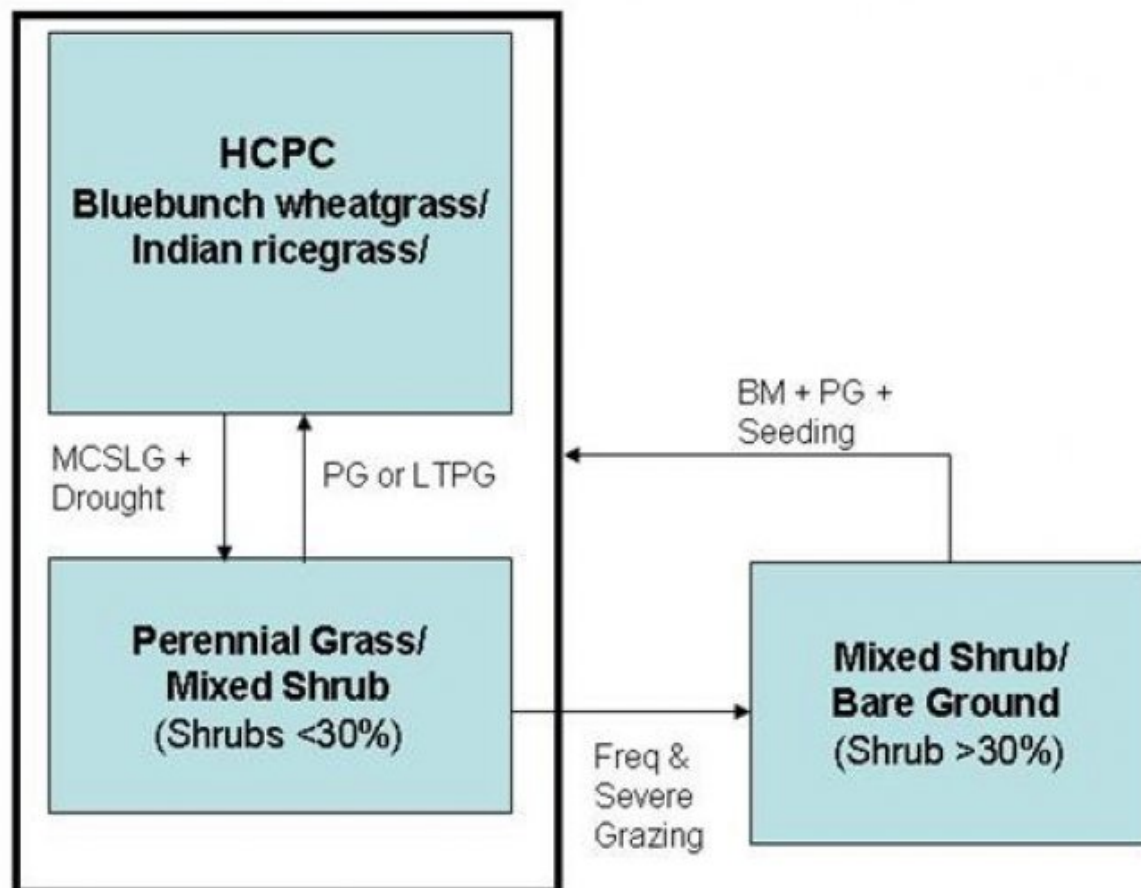 HCPC
Bluebunch wheatgrass/
Indian ricegrass/
MCSLG +
Drought
PG or LTPG
BM + PG +
Seeding
Perennial Grass/
Mixed Shrub
(Shrubs <30%)
Freq &
Severe
Grazing
Mixed Shrub/
Bare Ground
(Shrub >30%)